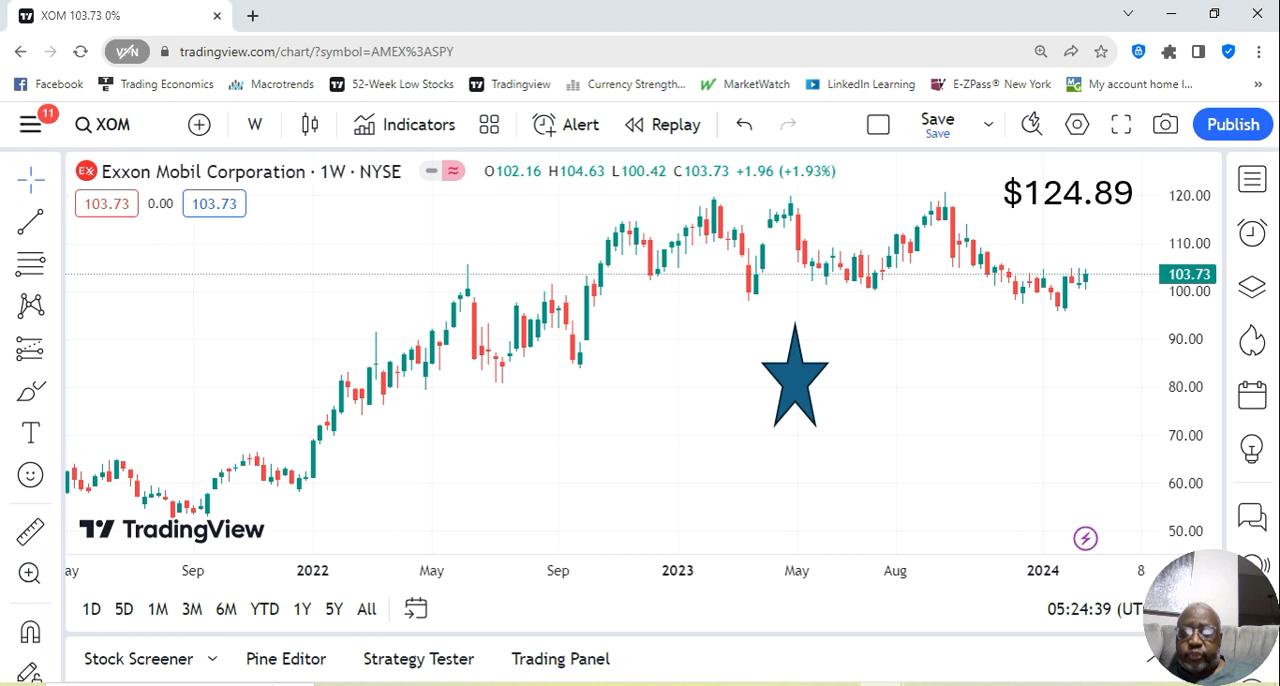 XOM 103.73 0%
tradingview.com/chart/?symbol=AMEX%3ASPY
Facebook Trading Economics Macrotrends 52-Week Low Stocks Tradingview Currency Strength... MarketWatch LinkedIn Learning E-ZPass® New York My account home l... »
11
XOM W Indicators Alert Replay Save Publish
Save
Exxon Mobil Corporation · 1W · NYSE O102.16 H104.63 L100.42 C103.73 +1.96 (+1.93%)
103.73 0.00 103.73
$124.89
120.00
110.00
103.73
100.00
90.00
80.00
70.00
60.00
50.00
TradingView
ay Sep 2022 May Sep 2023 May Aug 2024 8
1D 5D 1M 3M 6M YTD 1Y 5Y All 05:24:39 (UT
Stock Screener Pine Editor Strategy Tester Trading Panel